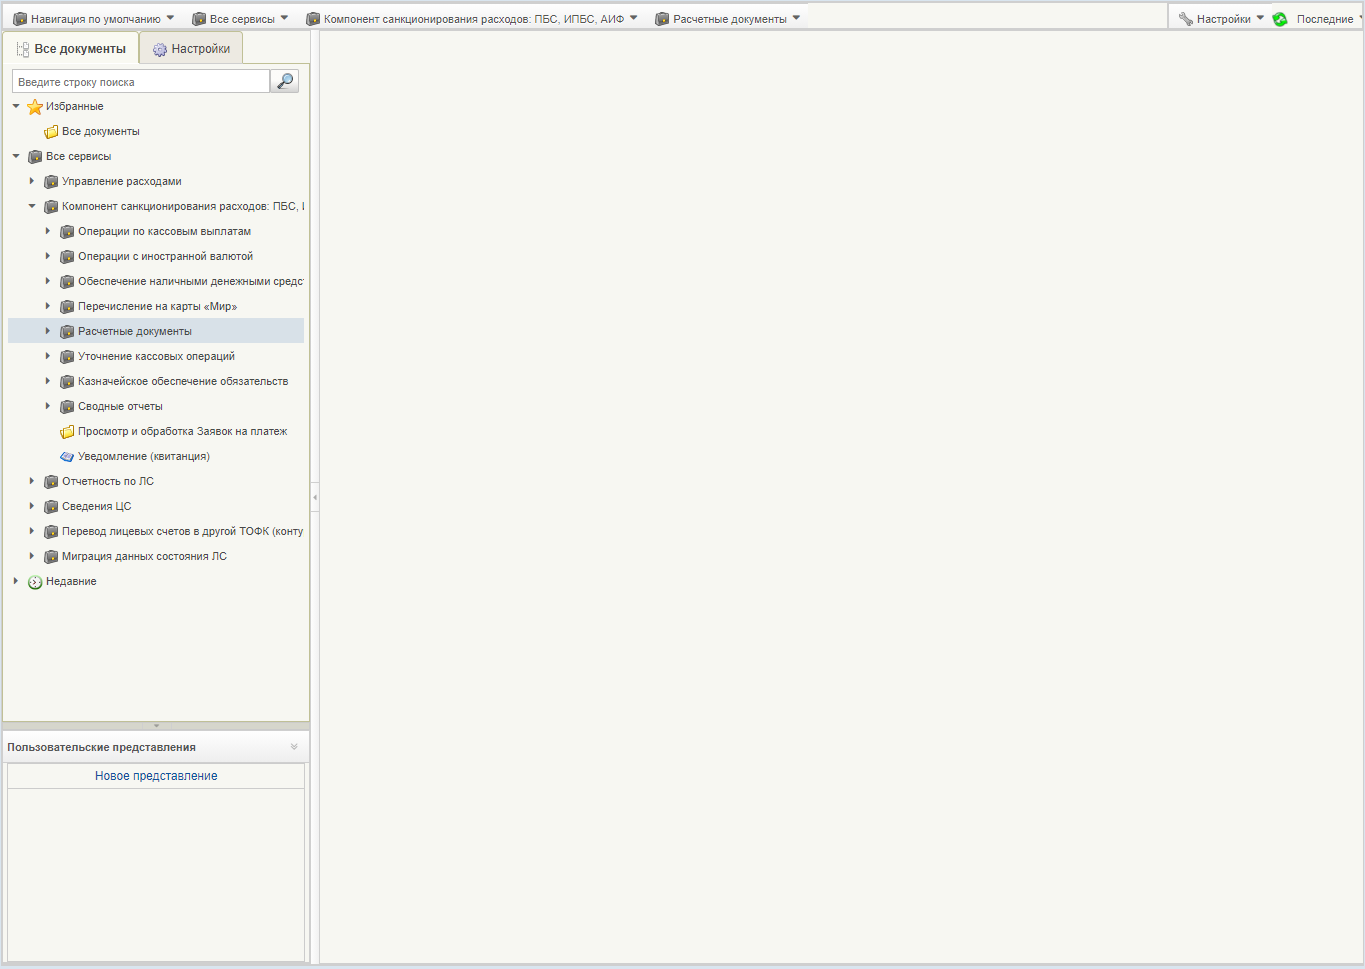 Навигация по умолчанию
Все сервисы
Компонент санкционирования расходов: ПБС, ИПБС, АИФ
Расчетные документы
Настройки
Последние
Все документы
Настройки
Введите строку поиска
Избранные
Все документы
Все сервисы
Управление расходами
Компонент санкционирования расходов: ПБС,
Операции по кассовым выплатам
Операции с иностранной валютой
Обеспечение наличными денежными средс
Перечисление на карты «Мир»
Расчетные документы
Уточнение кассовых операций
Казначейское обеспечение обязательств
Сводные отчеты
Просмотр и обработка Заявок на платеж
Уведомление (квитанция)
Отчетность по ЛС
Сведения ЦС
Перевод лицевых счетов в другой ТОФК (конту
Миграция данных состояния ЛС
Недавние
Пользовательские представления
Новое представление